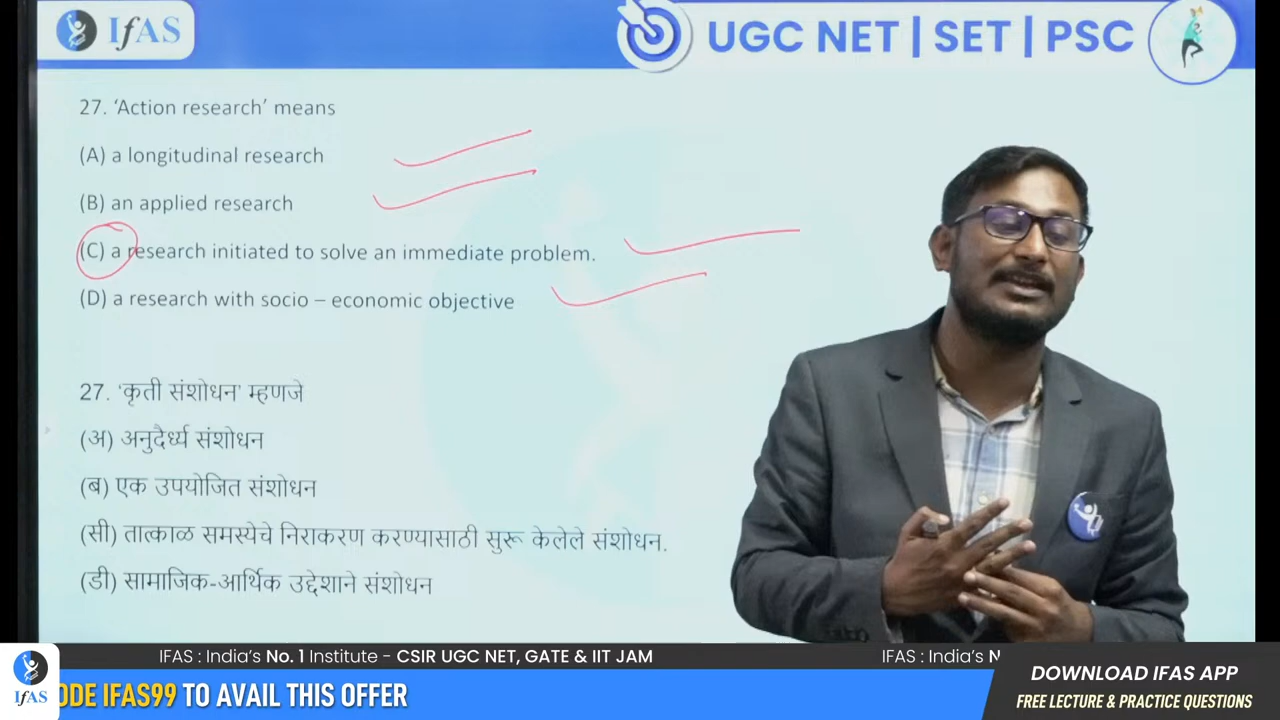 IfAS
UGC NET | SET | PSC
27. ‘Action research’ means
(A) a longitudinal research
(B) an applied research
(C) a research initiated to solve an immediate problem.
(D) a research with socio – economic objective
27. ‘कृती संशोधन’ म्हणजे
(अ) अनुदैर्ध्य संशोधन
(ब) एक उपयोजित संशोधन
(सी) तात्काळ समस्येचे निराकरण करण्यासाठी सुरू केलेले संशोधन.
(डी) सामाजिक-आर्थिक उद्देशाने संशोधन
IFAS : India’s No. 1 Institute - CSIR UGC NET, GATE & IIT JAM
IFAS : India’s N
IfAS
ODE IFAS99 TO AVAIL THIS OFFER
DOWNLOAD IFAS APP
FREE LECTURE & PRACTICE QUESTIONS